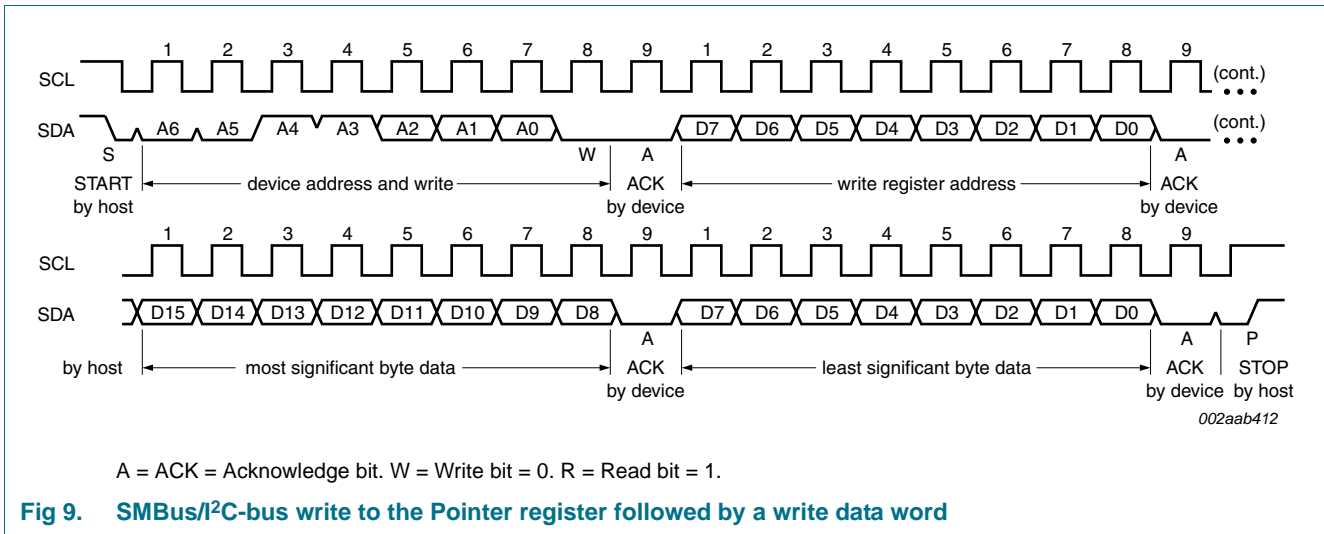 1 2 3 4 5 6 7 8 9 1 2 3 4 5 6 7 8 9
SCL (cont.)
SDA A6 A5 A4 A3 A2 A1 A0 D7 D6 D5 D4 D3 D2 D1 D0 (cont.)
S W A A
START device address and write ACK write register address ACK
by host by device by device
1 2 3 4 5 6 7 8 9 1 2 3 4 5 6 7 8 9
SCL
SDA D15 D14 D13 D12 D11 D10 D9 D8 D7 D6 D5 D4 D3 D2 D1 D0
A A P
by host most significant byte data ACK least significant byte data ACK STOP
by device by device by host
002aab412
A = ACK = Acknowledge bit. W = Write bit = 0. R = Read bit = 1.
Fig 9. SMBus/I²C-bus write to the Pointer register followed by a write data word